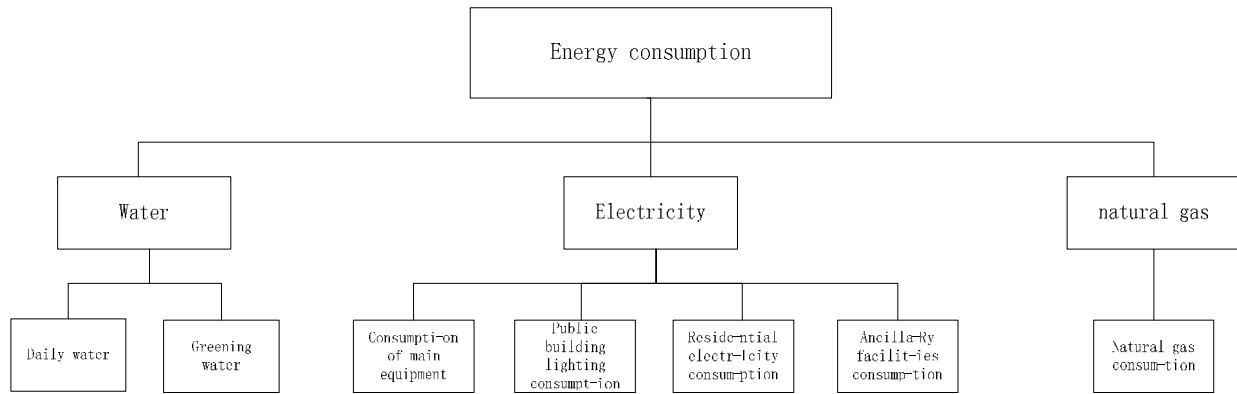 Energy consumption
Water
Electricity
natural gas
Daily water
Greening
water
Consumpti-on
of main
equipment
Public
building
lighting
consumpt-ion
Reside-ntial
electr-icity
consum-ption
Ancilla-Ry
facilit-ies
consump-tion
Natural gas
consum-tion